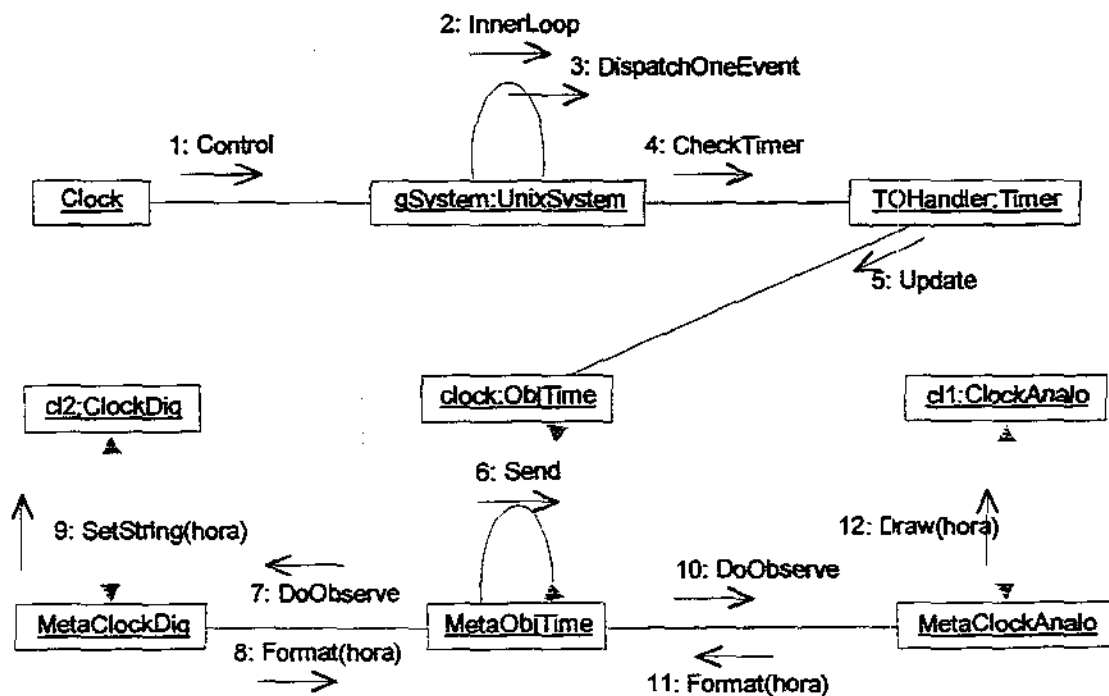 2: InnerLoop
3: DispatchOneEvent
1: Control
4: CheckTimer
Clock
gSystem:UnixSystem
TOHandler:Timer
5: Update
cl2:ClockDig
clock:ObjTime
cl1:ClockAnalo
6: Send
9: SetString(hora)
12: Draw(hora)
7: DoObserve
10: DoObserve
MetaClockDig
MetaObjTime
MetaClockAnalo
8: Format(hora)
11: Format(hora)